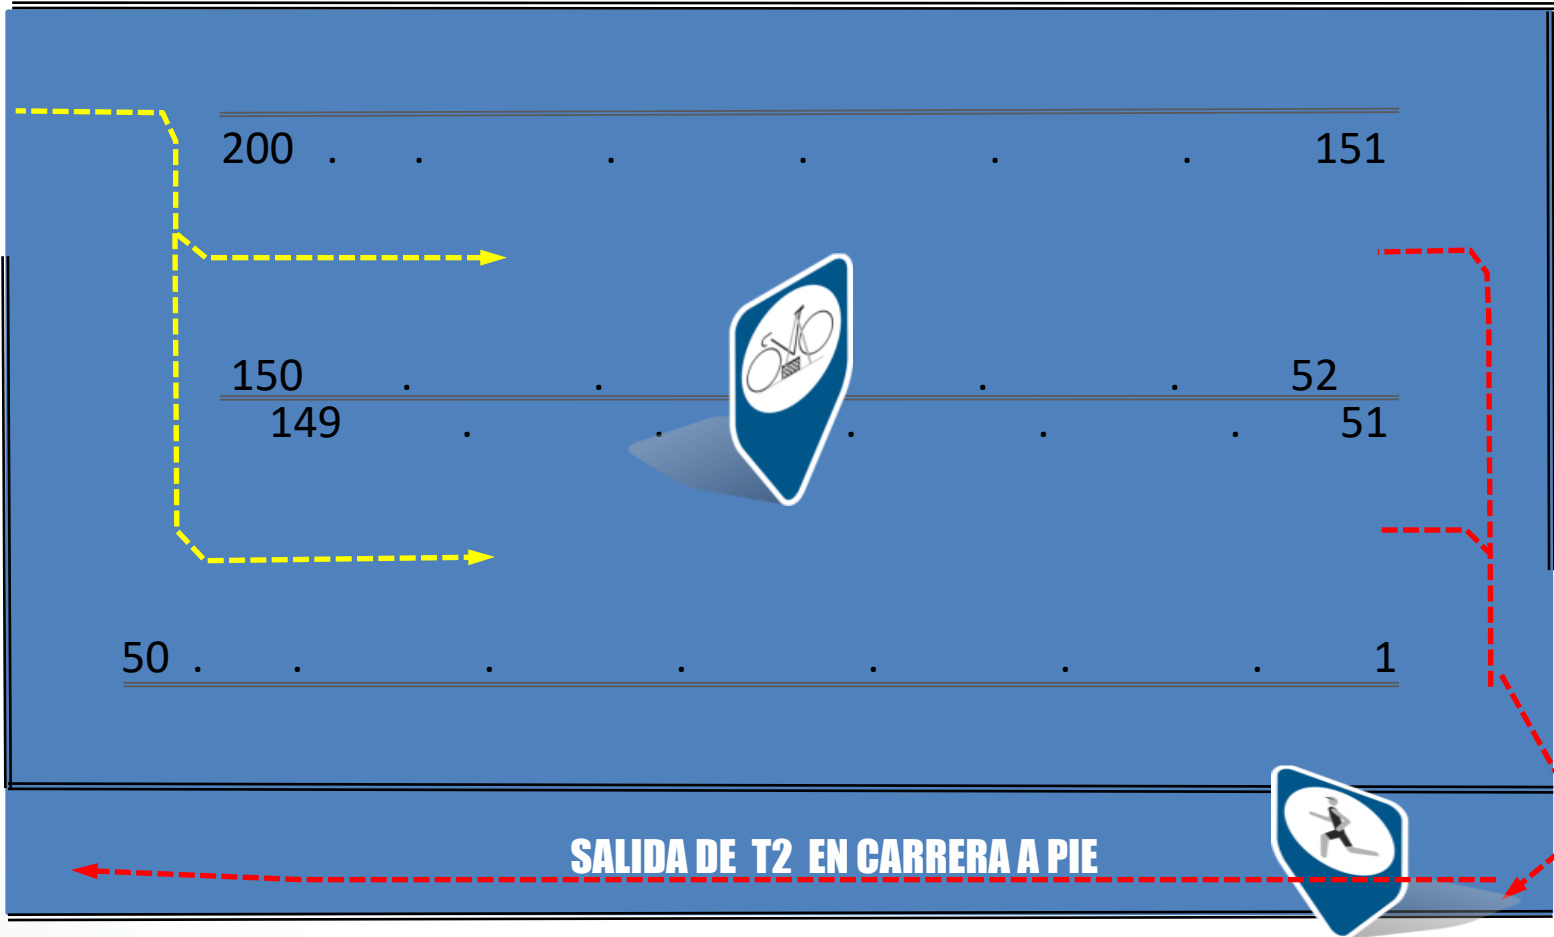 200 . . . . . . 151
150 . . . . 52
149 . . . . . 51
50 . . . . . . . 1
SALIDA DE T2 EN CARRERA A PIE